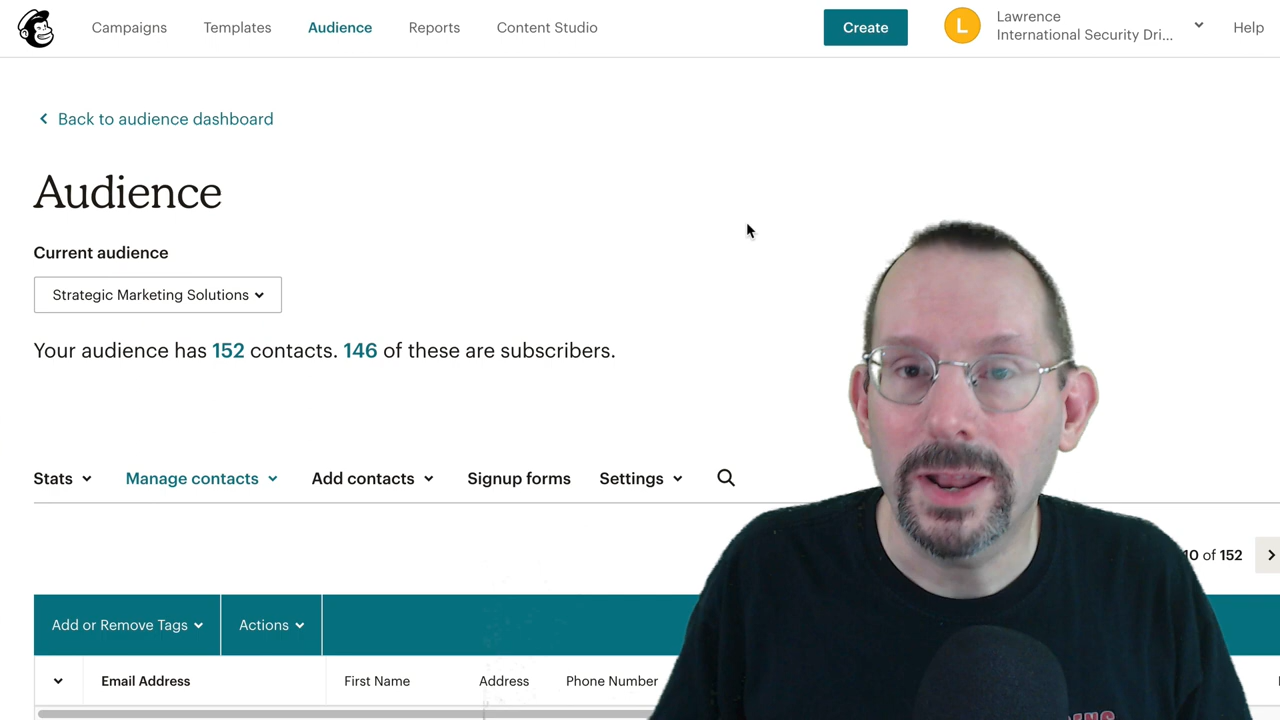 Campaigns
Templates
Audience
Reports
Content Studio
Create
L
Lawrence
International Security Dri...
Help
Back to audience dashboard
Audience
Current audience
Strategic Marketing Solutions
Your audience has 152 contacts. 146 of these are subscribers.
Stats
Manage contacts
Add contacts
Signup forms
Settings
10 of 152
Add or Remove Tags
Actions
Email Address
First Name
Address
Phone Number